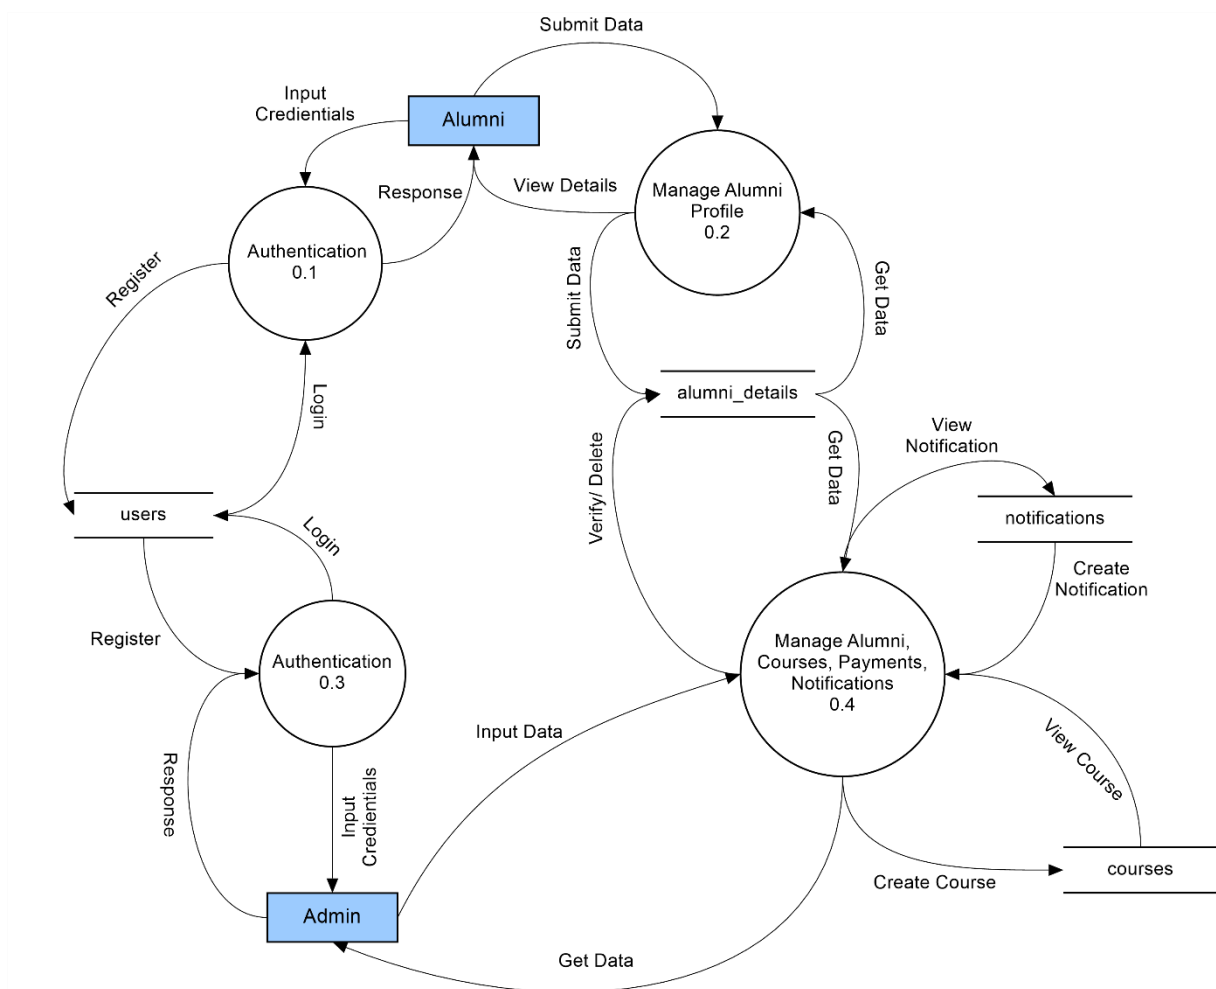 Submit Data
Input
Credientials
Alumni
Response
View Details
Manage Alumni
Profile
0.2
Authentication
0.1
Register
Submit Data
Get Data
Login
alumni_details
View
Notification
Get Data
Verify/ Delete
users
Login
notifications
Create
Notification
Register
Authentication
0.3
Manage Alumni,
Courses, Payments,
Notifications
0.4
Input Data
Response
Input
Credientials
View Course
Create Course
courses
Admin
Get Data